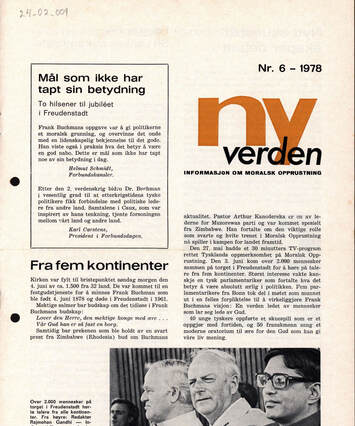 24-02-001
Mål som ikke har
tapt sin betydning
To hilsener til jubiléet
i Freudenstadt
Frank Buchmans oppgave var å gi politikerne
et moralsk grunnlag, og overvinne det onde
med en lidenskapelig bekjennelse til det gode.
Han viste også i praksis hva det betyr å være
en god nabo. Dette er mål som ikke har tapt
noe av sin betydning i dag.
Helmut Schmidt,
Forbundskansler.
Etter den 2. verdenskrig bidro Dr. Buchman
i vesentlig grad til at etterkrigstidens tyske
politikere fikk forbindelse med politiske lede-
re fra andre land. Samtalene i Caux, som var
inspirert av hans tenkning, tjente forsoningen
mellom vårt land og andre land.
Karl Carstens,
President i Forbundsdagen.
Nr. 6 – 1978
ny
verden
INFORMASJON OM MORALSK OPPRUSTNING
Fra fem kontinenter
Kirken var fylt til bristepunktet søndag morgen den
4. juni av ca. 1.500 fra 32 land. De var kommet til en
festgudstjeneste for å minnes Frank Buchman som
ble født 4. juni 1878 og døde i Freudenstadt i 1961.
Mektige salmer bar budskap om det talløse i Frank
Buchmans budskap:
Lover den Herre, den mektige konge med ære . . .
Vår Gud han er så fast en borg.
Samtidig bar prekenen som ble holdt av en svart
prest fra Zimbabwe (Rhodesia) bud om Buchmans
aktualitet. Pastor Arthur Kanodereka er en av le-
derne for Muzorewas parti og var kommet spesielt
fra Zimbabwe. Han fortalte om den viktige rolle
som svarte og hvite trenet i Moralsk Opprustning
nå spiller i kampen for landet framtid.
Den 27. mai hadde et 30 minutters TV-program
rettet Tysklands oppmerksomhet på Moralsk Opp-
rustning. Den 3. juni kom over 2.000 mennesker
sammen på torget i Freudenstadt for å høre på tale-
re fra fem kontinenter. Størst interesse vakte kan-
skje en tysk parlamentariker som fortalte hva det
betyr å være absolutt ærlig i politikken. Fem par-
lamentarikere fra Bonn tok del i møtet som munnet
ut i en felles forpliktelse til å virkeliggjøre Frank
Buchmans visjon: En verden ledet av mennesker
som lar seg lede av Gud.
40 unge tyskere oppførte et skuespill som er et
oppgjør med fortiden, og 50 franskmenn sang et
moderne oratorium til ære for den Gud som kan gi
våre liv mening.
Over 2.000 mennesker på
torget i Freudenstadt hør-
te talere fra alle kontinen-
ter. Fra høyre: Redaktør
Rajmohan Gandhi — In-